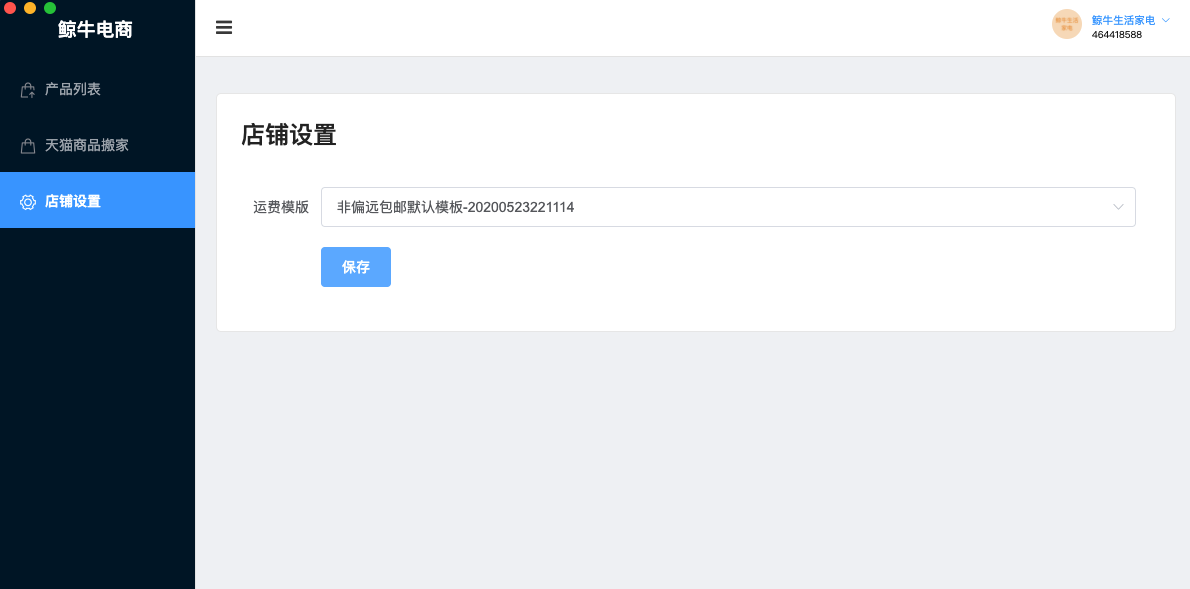 鲸牛电商
鲸牛生活家电
464418588
产品列表
天猫商品搬家
店铺设置
店铺设置
运费模版
非偏远包邮默认模板-20200523221114
保存